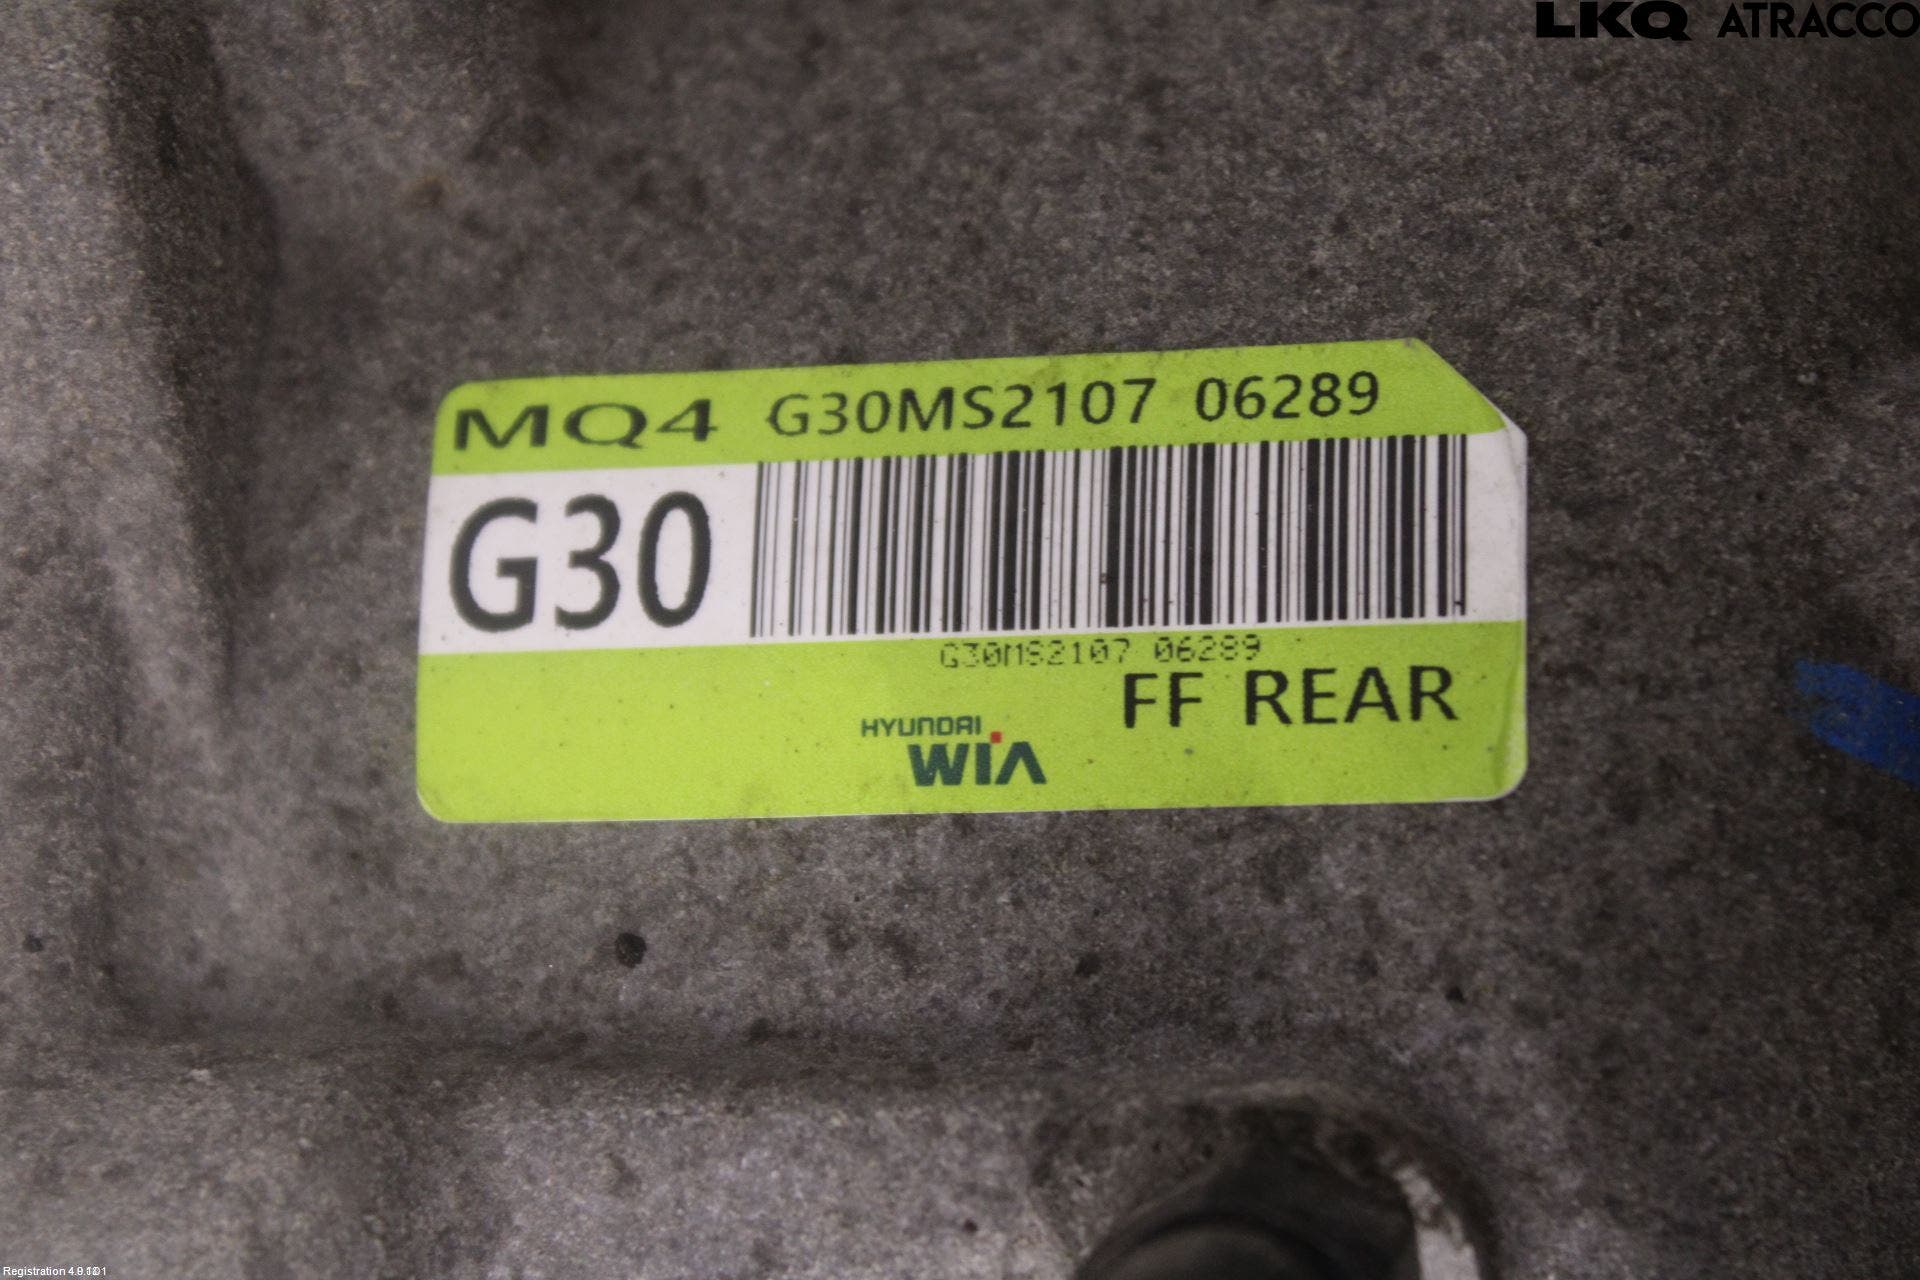 LKQ ATRACCO
MQ4 G30MS2107 06289
G30
G30MS2107 06289
FF REAR
HYUNDAI
WIA